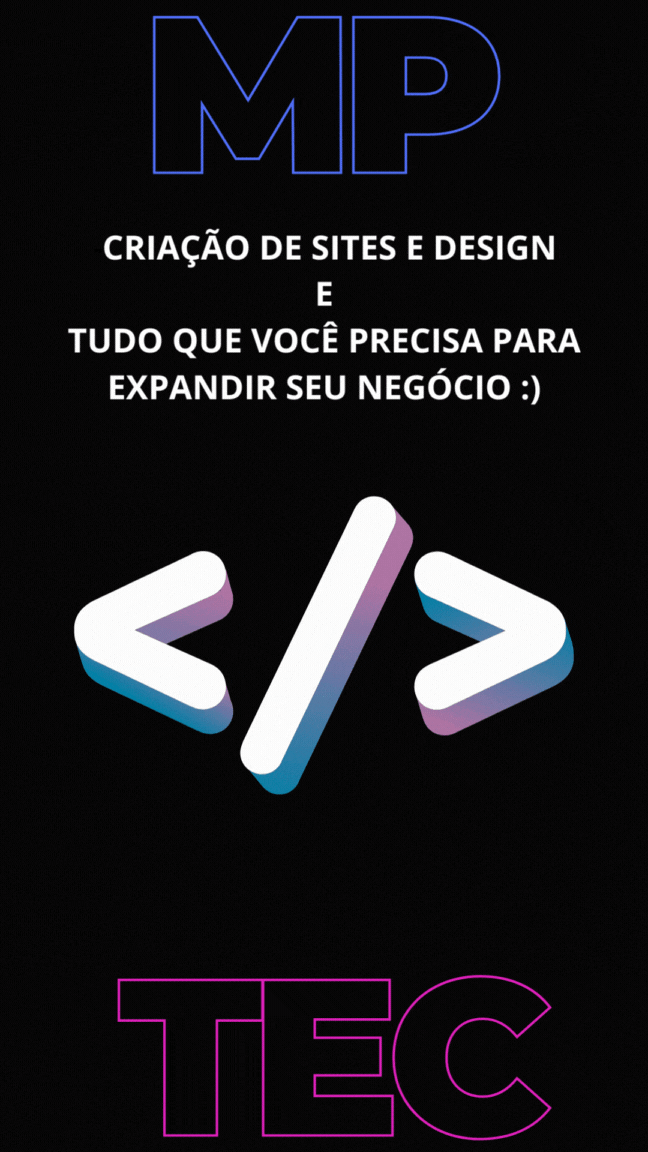 MP
CRIAÇÃO DE SITES E DESIGN
E
TUDO QUE VOCÊ PRECISA PARA
EXPANDIR SEU NEGÓCIO :)
</>
TEC